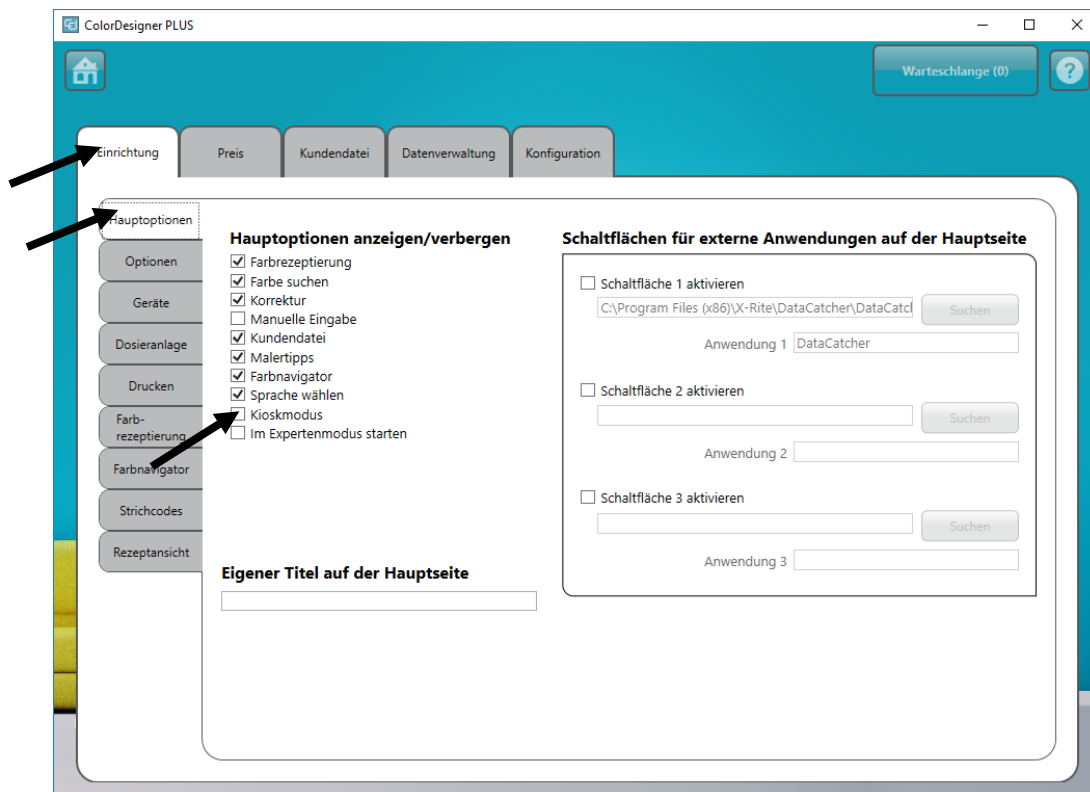 ColorDesigner PLUS
Warteschlange (0)
?
Einrichtung
Preis
Kundendatei
Datenverwaltung
Konfiguration
Hauptoptionen
Optionen
Geräte
Dosieranlage
Drucken
Farb-
rezeptierung
Farbnavigator
Strichcodes
Rezeptansicht
Hauptoptionen anzeigen/verbergen
Farbrezeptierung
Farbe suchen
Korrektur
Manuelle Eingabe
Kundendatei
Malertipps
Farbnavigator
Sprache wählen
Kioskmodus
Im Expertenmodus starten
Eigener Titel auf der Hauptseite
Schaltflächen für externe Anwendungen auf der Hauptseite
Schaltfläche 1 aktivieren
C:\Program Files (x86)\X-Rite\DataCatcher\DataCatcl
Suchen
Anwendung 1
DataCatcher
Schaltfläche 2 aktivieren
Suchen
Anwendung 2
Schaltfläche 3 aktivieren
Suchen
Anwendung 3